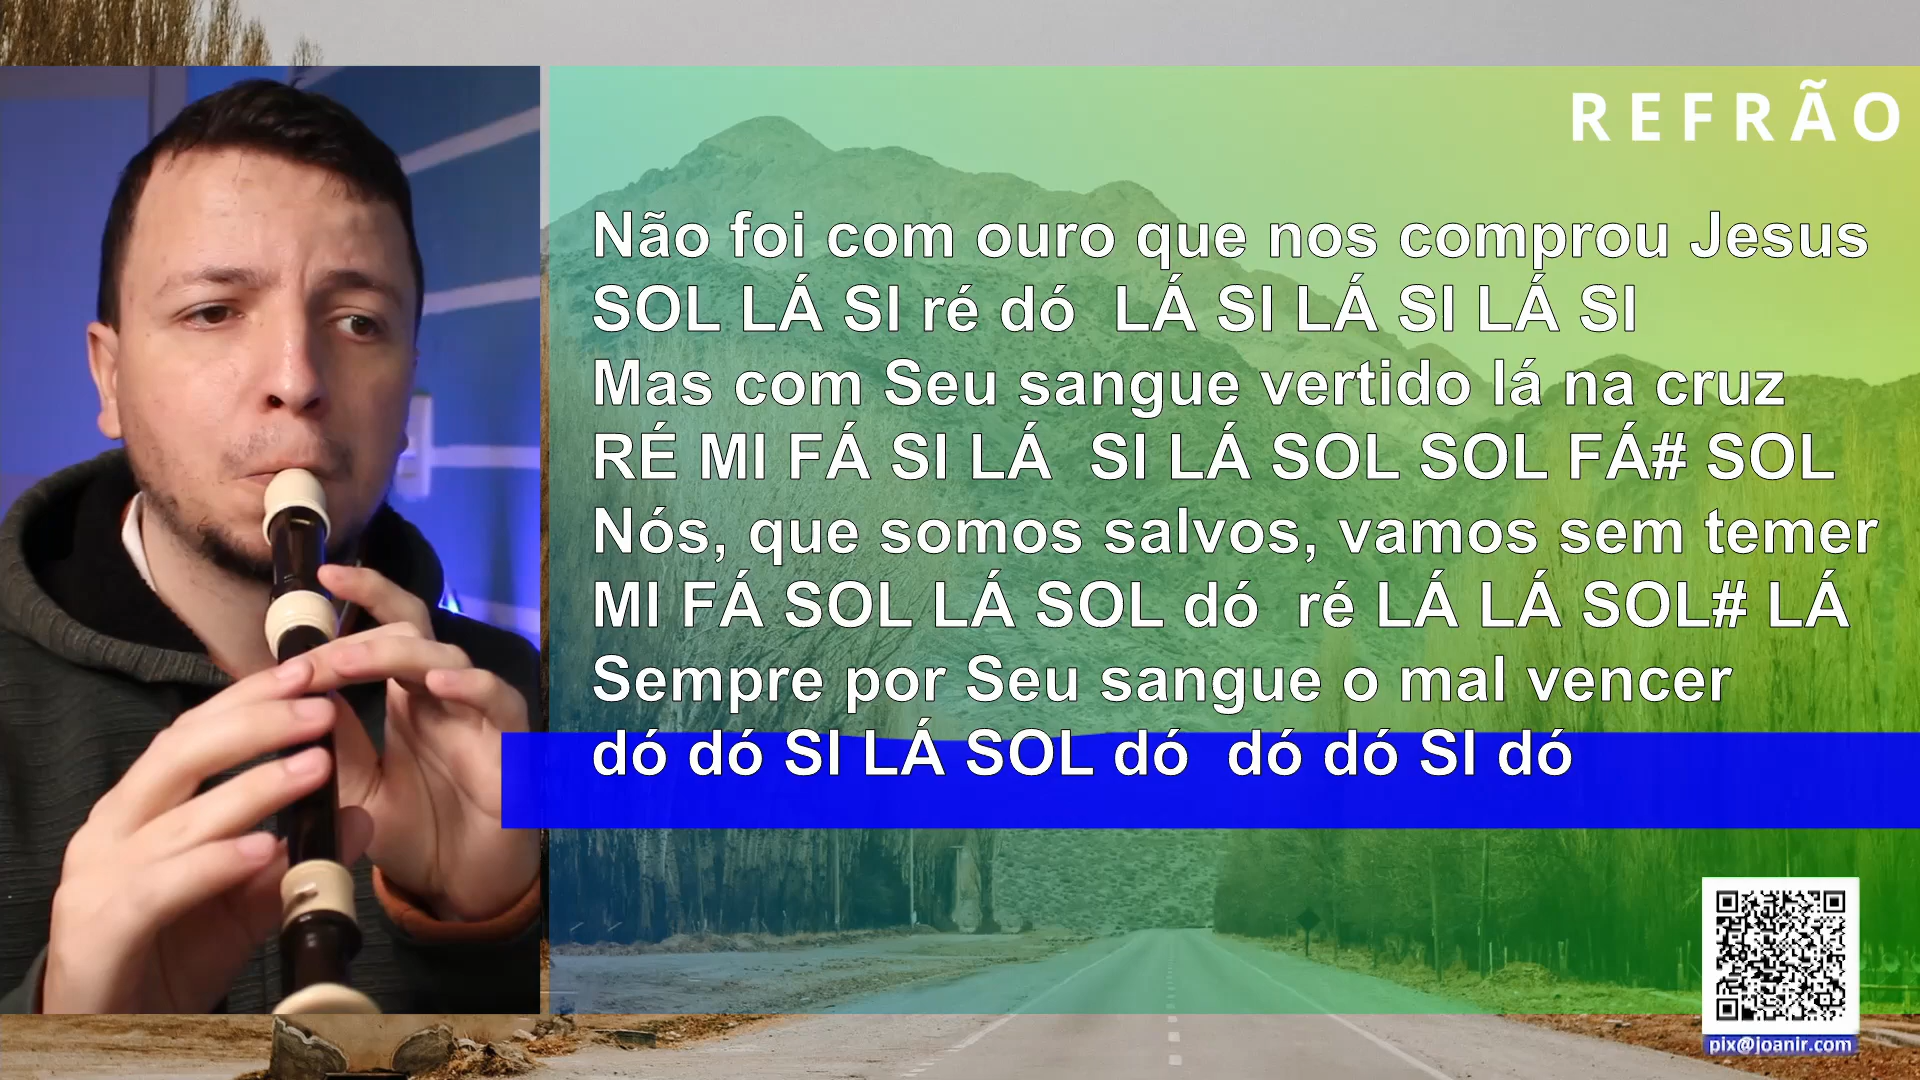 REFRÃO
Não foi com ouro que nos comprou Jesus
SOL LÁ SI ré dó  LÁ SI LÁ SI LÁ SI
Mas com Seu sangue vertido lá na cruz
RÉ MI FÁ SI LÁ  SI LÁ SOL SOL FÁ# SOL
Nós, que somos salvos, vamos sem temer
MI FÁ SOL LÁ SOL dó  ré LÁ LÁ SOL# LÁ
Sempre por Seu sangue o mal vencer
dó dó SI LÁ SOL dó  dó dó SI dó
pix@joanir.com